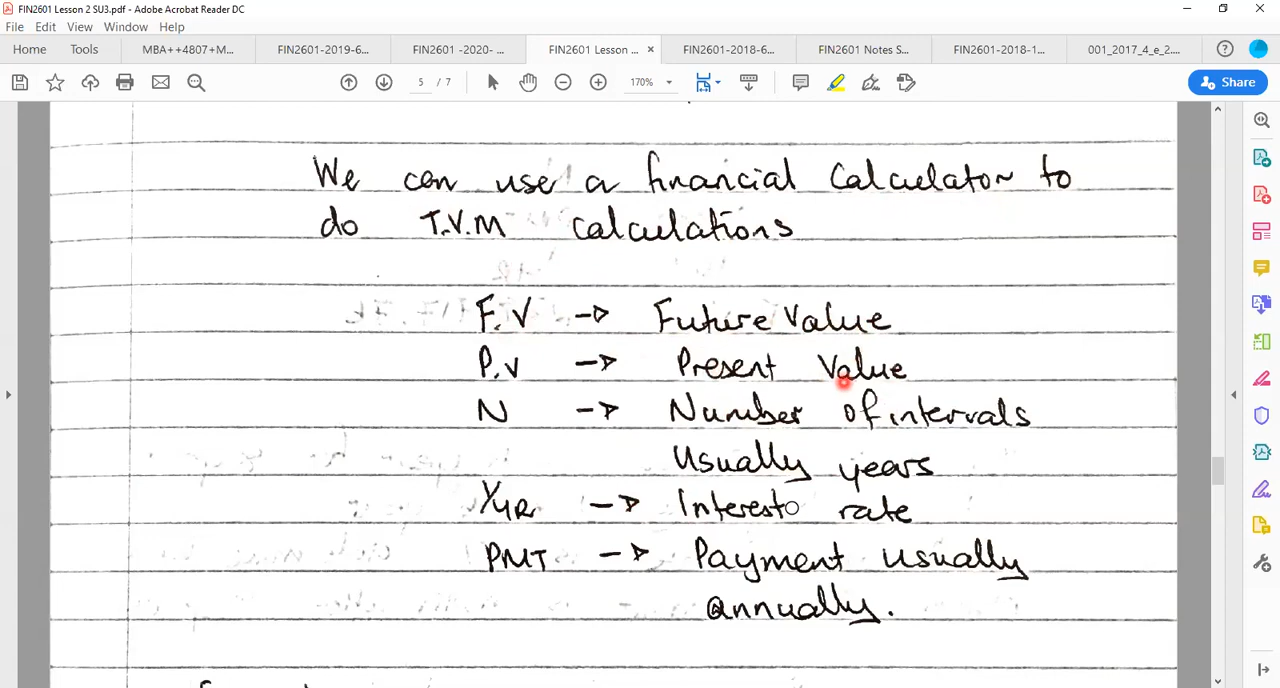 FIN2601 Lesson 2 SU3.pdf - Adobe Acrobat Reader DC
File Edit View Window Help
Home Tools MBA++4807+M... FIN2601-2019-6... FIN2601 -2020- ... FIN2601 Lesson ... × FIN2601-2018-6... FIN2601 Notes S... FIN2601-2018-1... 001_2017_4_e_2....
5 / 7 170% Share
We can use a financial Calculator to
do T.V.M calculations
F.V → Future Value
P.V → Present Value
N → Number of intervals
Usually years
I/YR → Interest rate
PMT → Payment usually
annually.